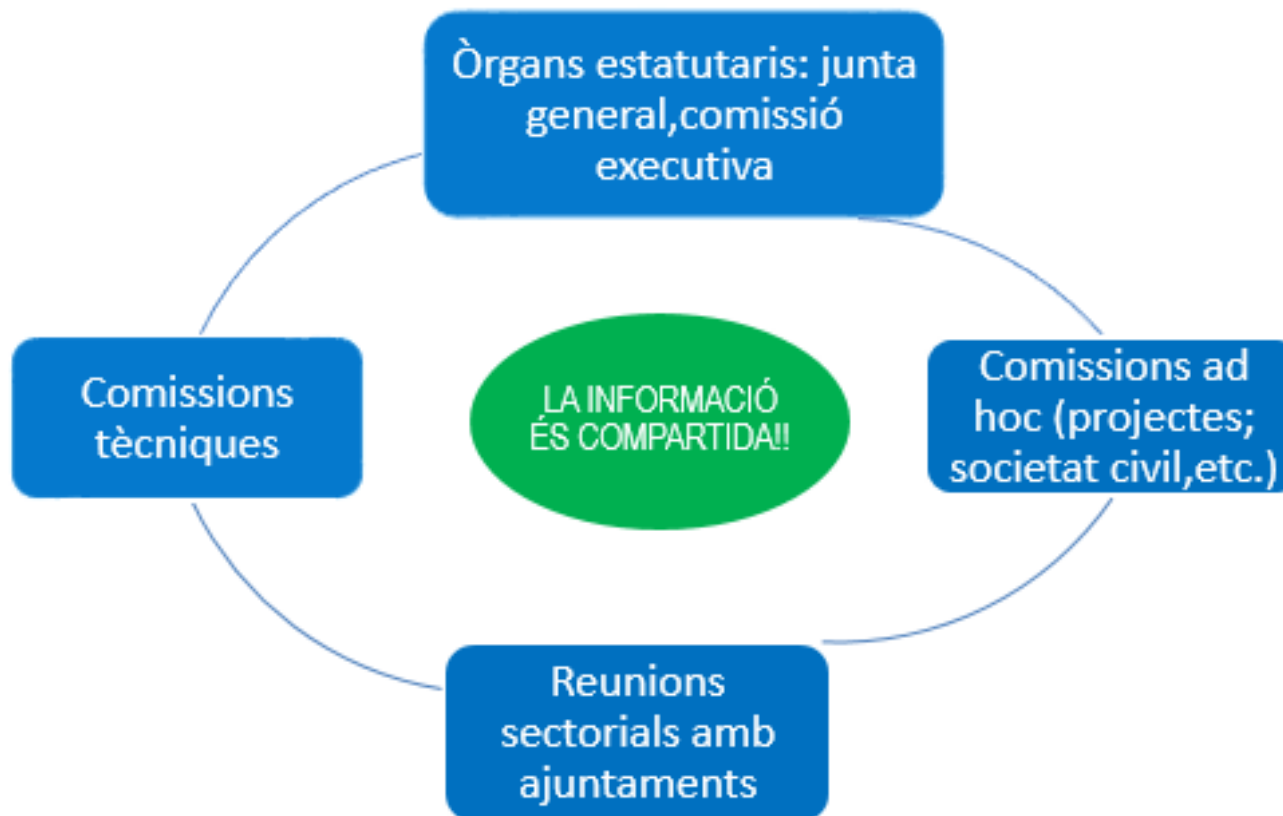 Òrgans estatutaris: junta
general,comissió
executiva
Comissions
tècniques
LA INFORMACIÓ
ÉS COMPARTIDA!!
Comissions ad
hoc (projectes;
societat civil,etc.)
Reunions
sectorials amb
ajuntaments